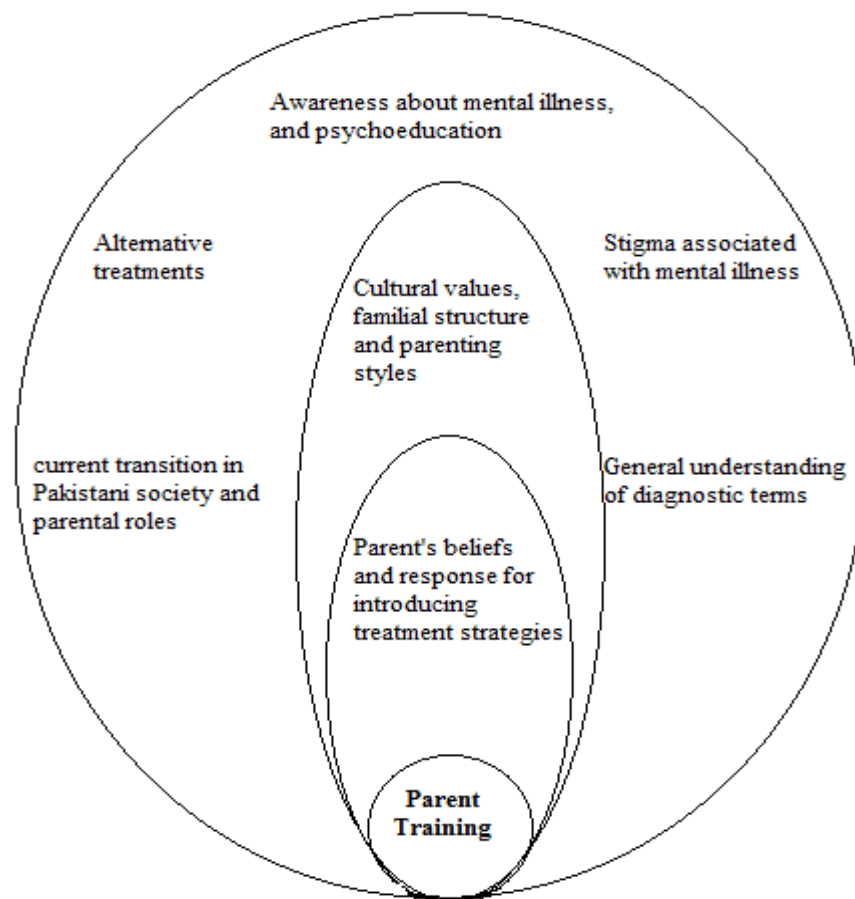 Awareness about mental illness,
and psychoeducation
Alternative
treatments
Stigma associated
with mental illness
Cultural values,
familial structure
and parenting
styles
current transition in
Pakistani society and
parental roles
General understanding
of diagnostic terms
Parent's beliefs
and response for
introducing
treatment strategies
Parent
Training